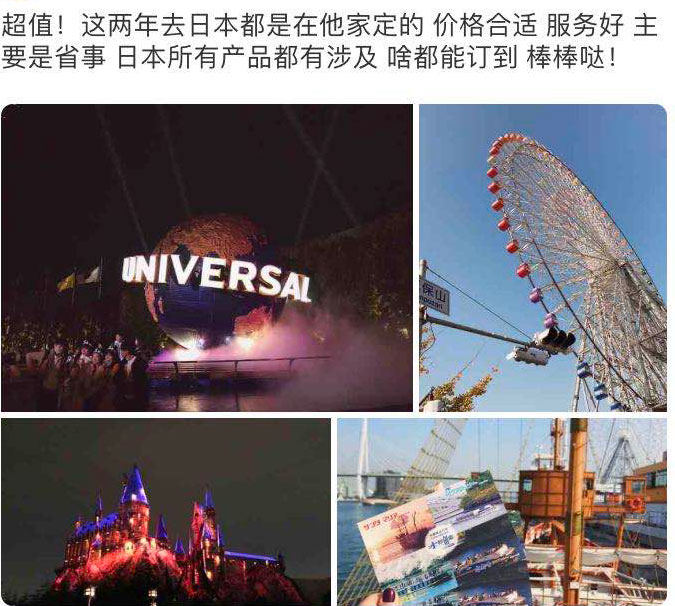 超值！这两年去日本都是在他家定的 价格合适 服务好 主
要是省事 日本所有产品都有涉及 啥都能订到 棒棒哒！
UNIVERSAL
保山